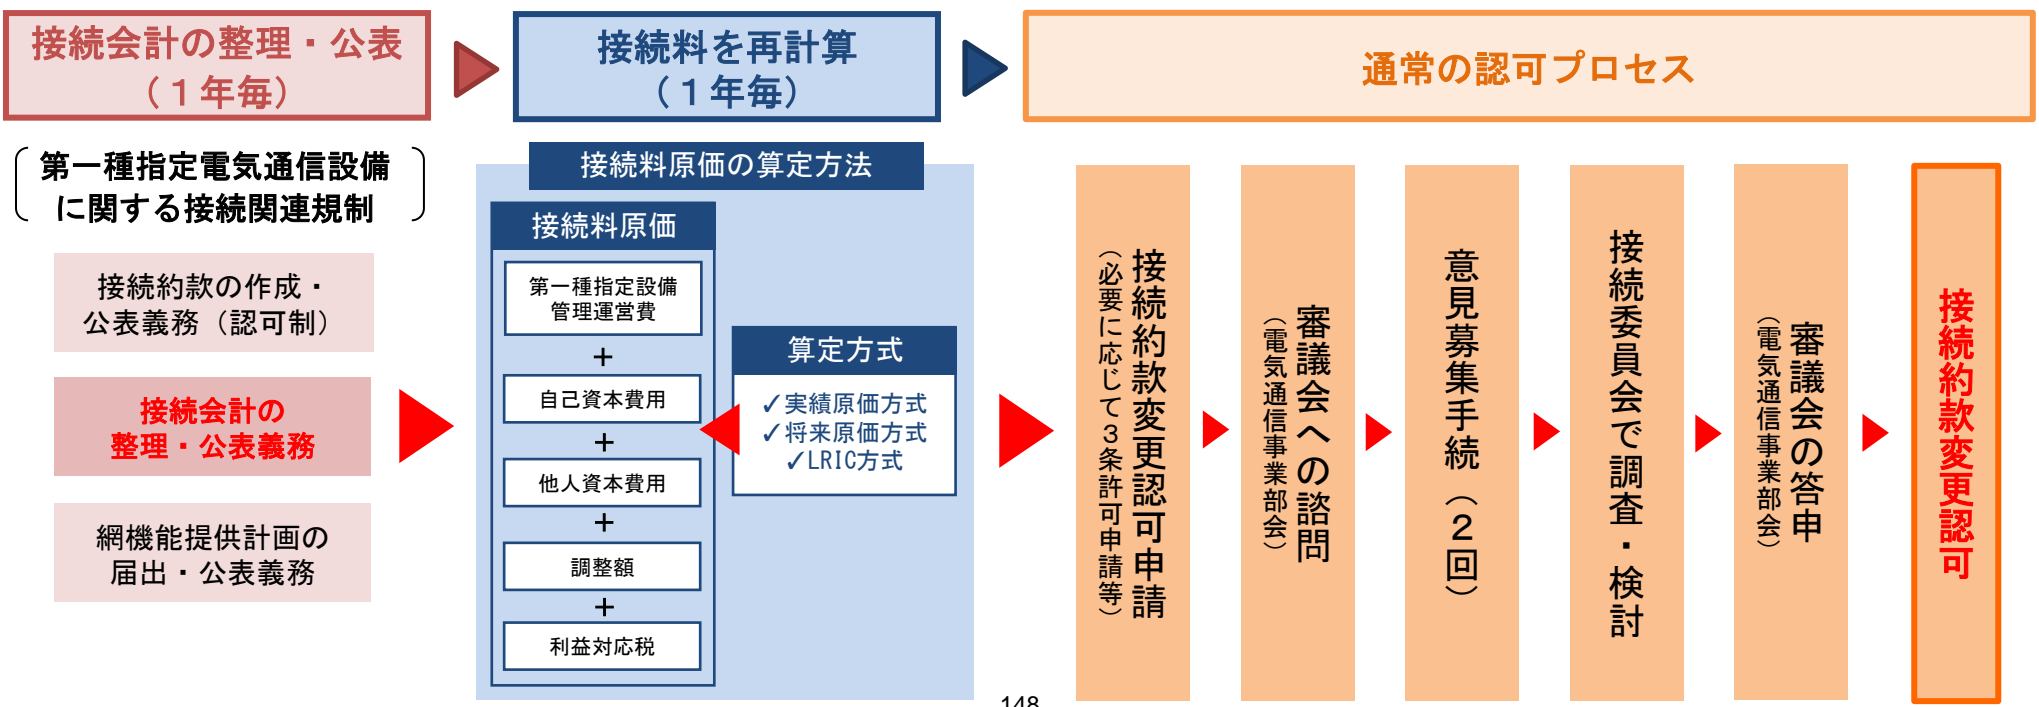 接続会計の整理・公表
（１年毎）
接続料を再計算
（１年毎）
通常の認可プロセス
第一種指定電気通信設備
に関する接続関連規制
接続約款の作成・
公表義務（認可制）
接続会計の
整理・公表義務
網機能提供計画の
届出・公表義務
接続料原価の算定方法
接続料原価
第一種指定設備
管理運営費
+
自己資本費用
+
他人資本費用
+
調整額
+
利益対応税
算定方式
✓実績原価方式
✓将来原価方式
✓LRIC方式
接続約款変更認可申請
（必要に応じて３条許可申請等）
審議会への諮問
（電気通信事業部会）
意見募集手続（２回）
接続委員会で調査・検討
審議会の答申
（電気通信事業部会）
接続約款変更認可
148